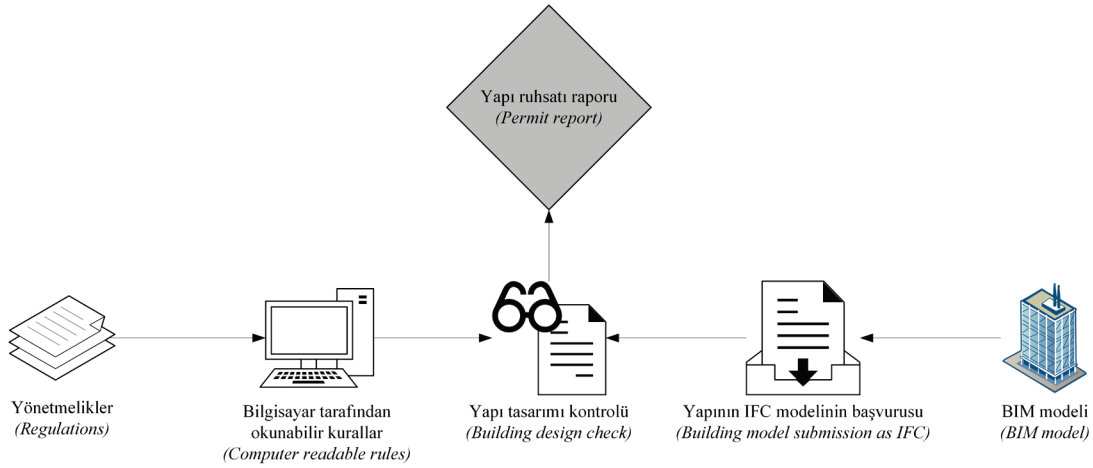 Yapı ruhsatı raporu
(Permit report)
Yönetmelikler
(Regulations)
Bilgisayar tarafından
okunabilir kurallar
(Computer readable rules)
Yapı tasarımı kontrolü
(Building design check)
Yapının IFC modelinin başvurusu
(Building model submission as IFC)
BIM modeli
(BIM model)